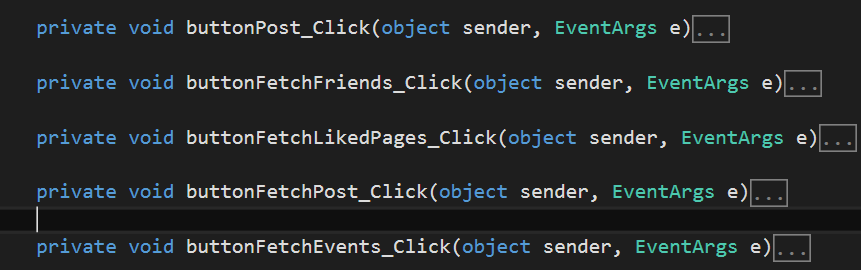 private void buttonPost_Click(object sender, EventArgs e)...
private void buttonFetchFriends_Click(object sender, EventArgs e)...
private void buttonFetchLikedPages_Click(object sender, EventArgs e)...
private void buttonFetchPost_Click(object sender, EventArgs e)...
private void buttonFetchEvents_Click(object sender, EventArgs e)...